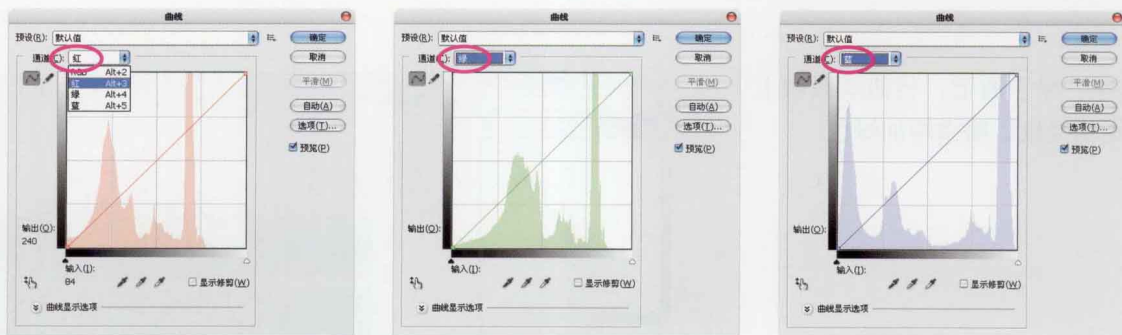 曲线
预设(R): 默认值
确定
通道(C): 红
取消
RGB Alt+2
红 Alt+3
绿 Alt+4
蓝 Alt+5
平滑(M)
自动(A)
选项(T)...
预览(P)
输出(O):
240
输入(I):
84
显示修剪(W)
曲线显示选项
曲线
预设(R): 默认值
确定
通道(C): 绿
取消
平滑(M)
自动(A)
选项(T)...
预览(P)
输出(O):
输入(I):
显示修剪(W)
曲线显示选项
曲线
预设(R): 默认值
确定
通道(C): 蓝
取消
平滑(M)
自动(A)
选项(T)...
预览(P)
输出(O):
输入(I):
显示修剪(W)
曲线显示选项